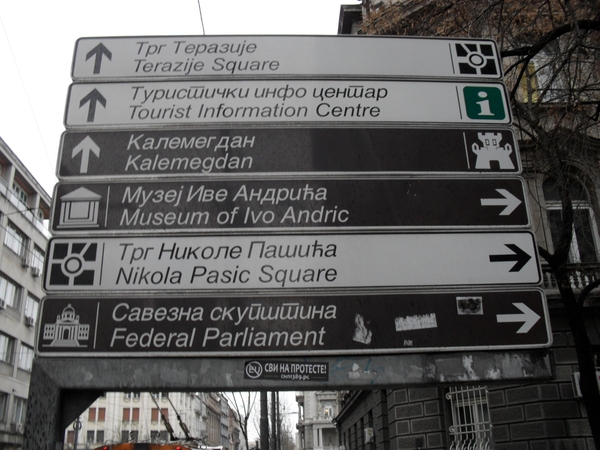 Трг Теразије
Terazije Square
Туристички инфо центар
Tourist Information Centre
i
Калемегдан
Kalemegdan
Музеј Иве Андрића
Museum of Ivo Andric
Трг Николе Пашића
Nikola Pasic Square
Савезна скупштина
Federal Parliament
СВИ НА ПРОТЕСТЕ!